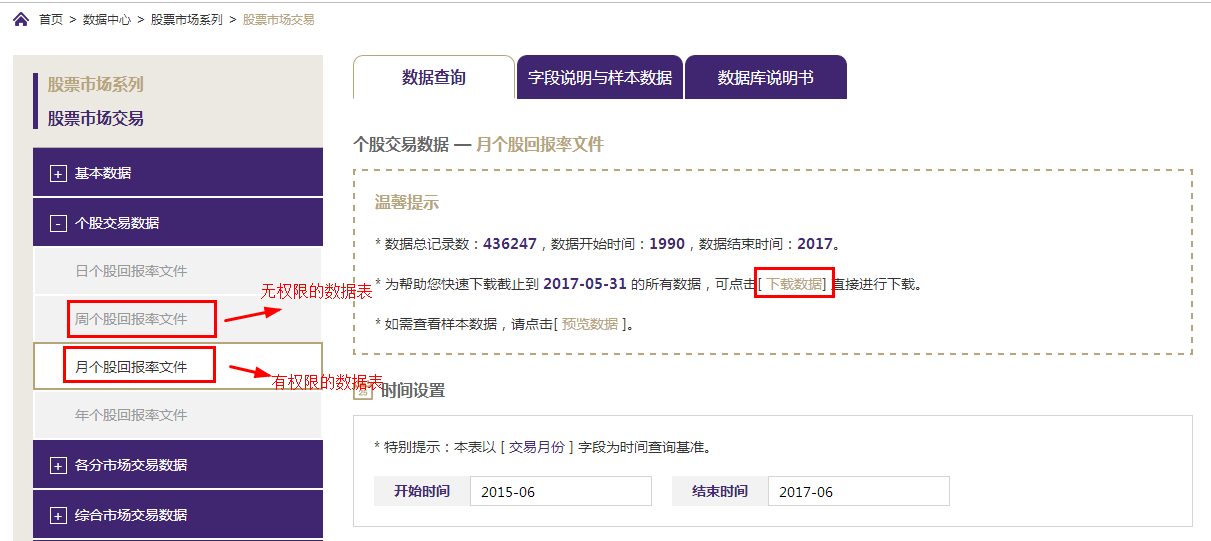 首页 > 数据中心 > 股票市场系列 > 股票市场交易
股票市场系列
股票市场交易
+ 基本数据
- 个股交易数据
日个股回报率文件
周个股回报率文件
月个股回报率文件
年个股回报率文件
+ 各分市场交易数据
+ 综合市场交易数据
无权限的数据表
有权限的数据表
数据查询
字段说明与样本数据
数据库说明书
个股交易数据 — 月个股回报率文件
温馨提示
* 数据总记录数：436247，数据开始时间：1990，数据结束时间：2017。
* 为帮助您快速下载截止到 2017-05-31 的所有数据，可点击[ 下载数据] 直接进行下载。
* 如需查看样本数据，请点击[ 预览数据 ]。
时间设置
* 特别提示：本表以 [ 交易月份 ] 字段为时间查询基准。
开始时间 2015-06 结束时间 2017-06